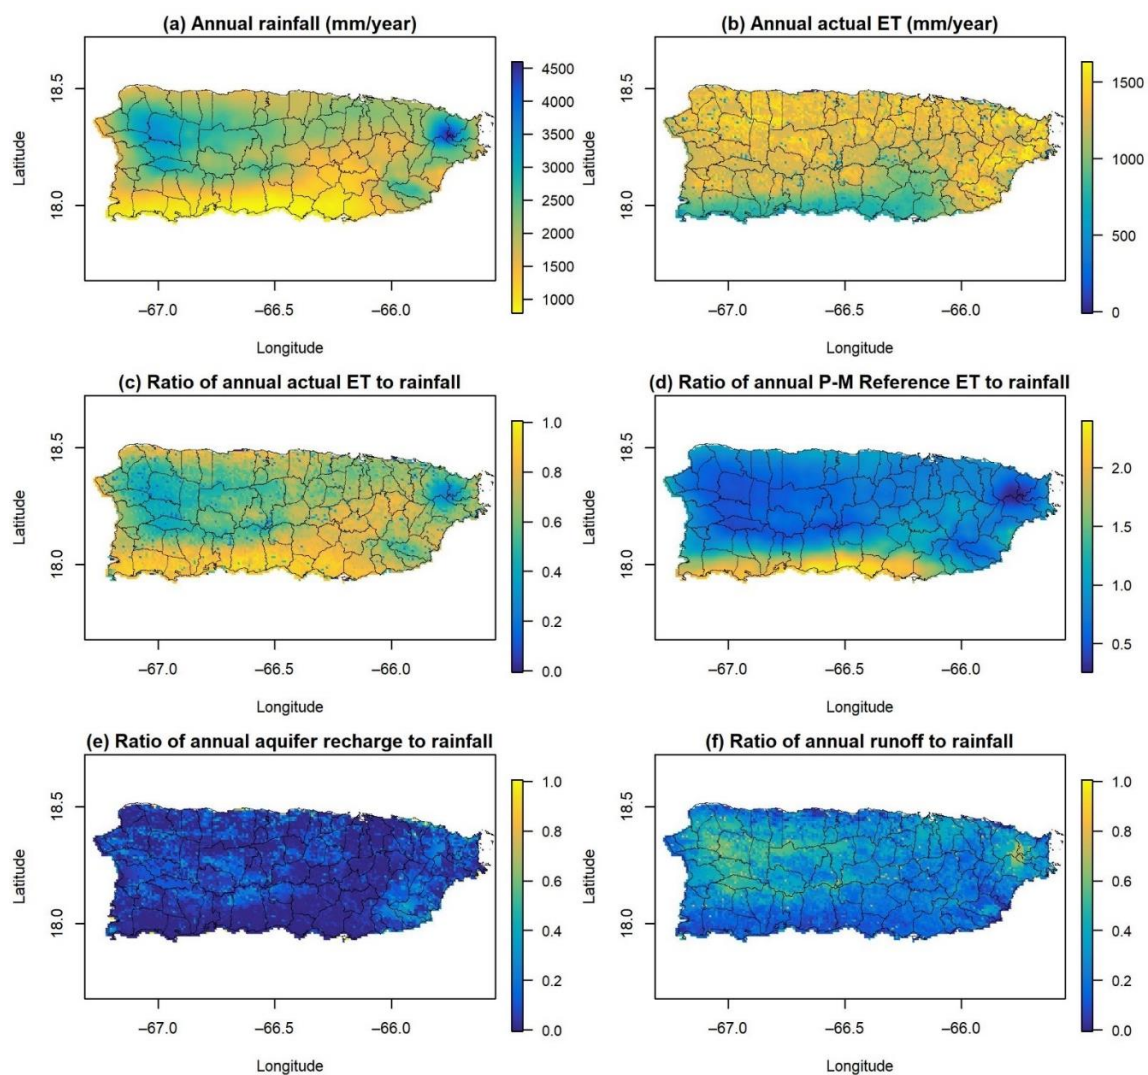 (a) Annual rainfall (mm/year)
18.5
18.0
Latitude
–67.0 –66.5 –66.0
Longitude
4500
4000
3500
3000
2500
2000
1500
1000
(b) Annual actual ET (mm/year)
18.5
18.0
Latitude
–67.0 –66.5 –66.0
Longitude
1500
1000
500
0
(c) Ratio of annual actual ET to rainfall
18.5
18.0
Latitude
–67.0 –66.5 –66.0
Longitude
1.0
0.8
0.6
0.4
0.2
0.0
(d) Ratio of annual P-M Reference ET to rainfall
18.5
18.0
Latitude
–67.0 –66.5 –66.0
Longitude
2.0
1.5
1.0
0.5
(e) Ratio of annual aquifer recharge to rainfall
18.5
18.0
Latitude
–67.0 –66.5 –66.0
Longitude
1.0
0.8
0.6
0.4
0.2
0.0
(f) Ratio of annual runoff to rainfall
18.5
18.0
Latitude
–67.0 –66.5 –66.0
Longitude
1.0
0.8
0.6
0.4
0.2
0.0